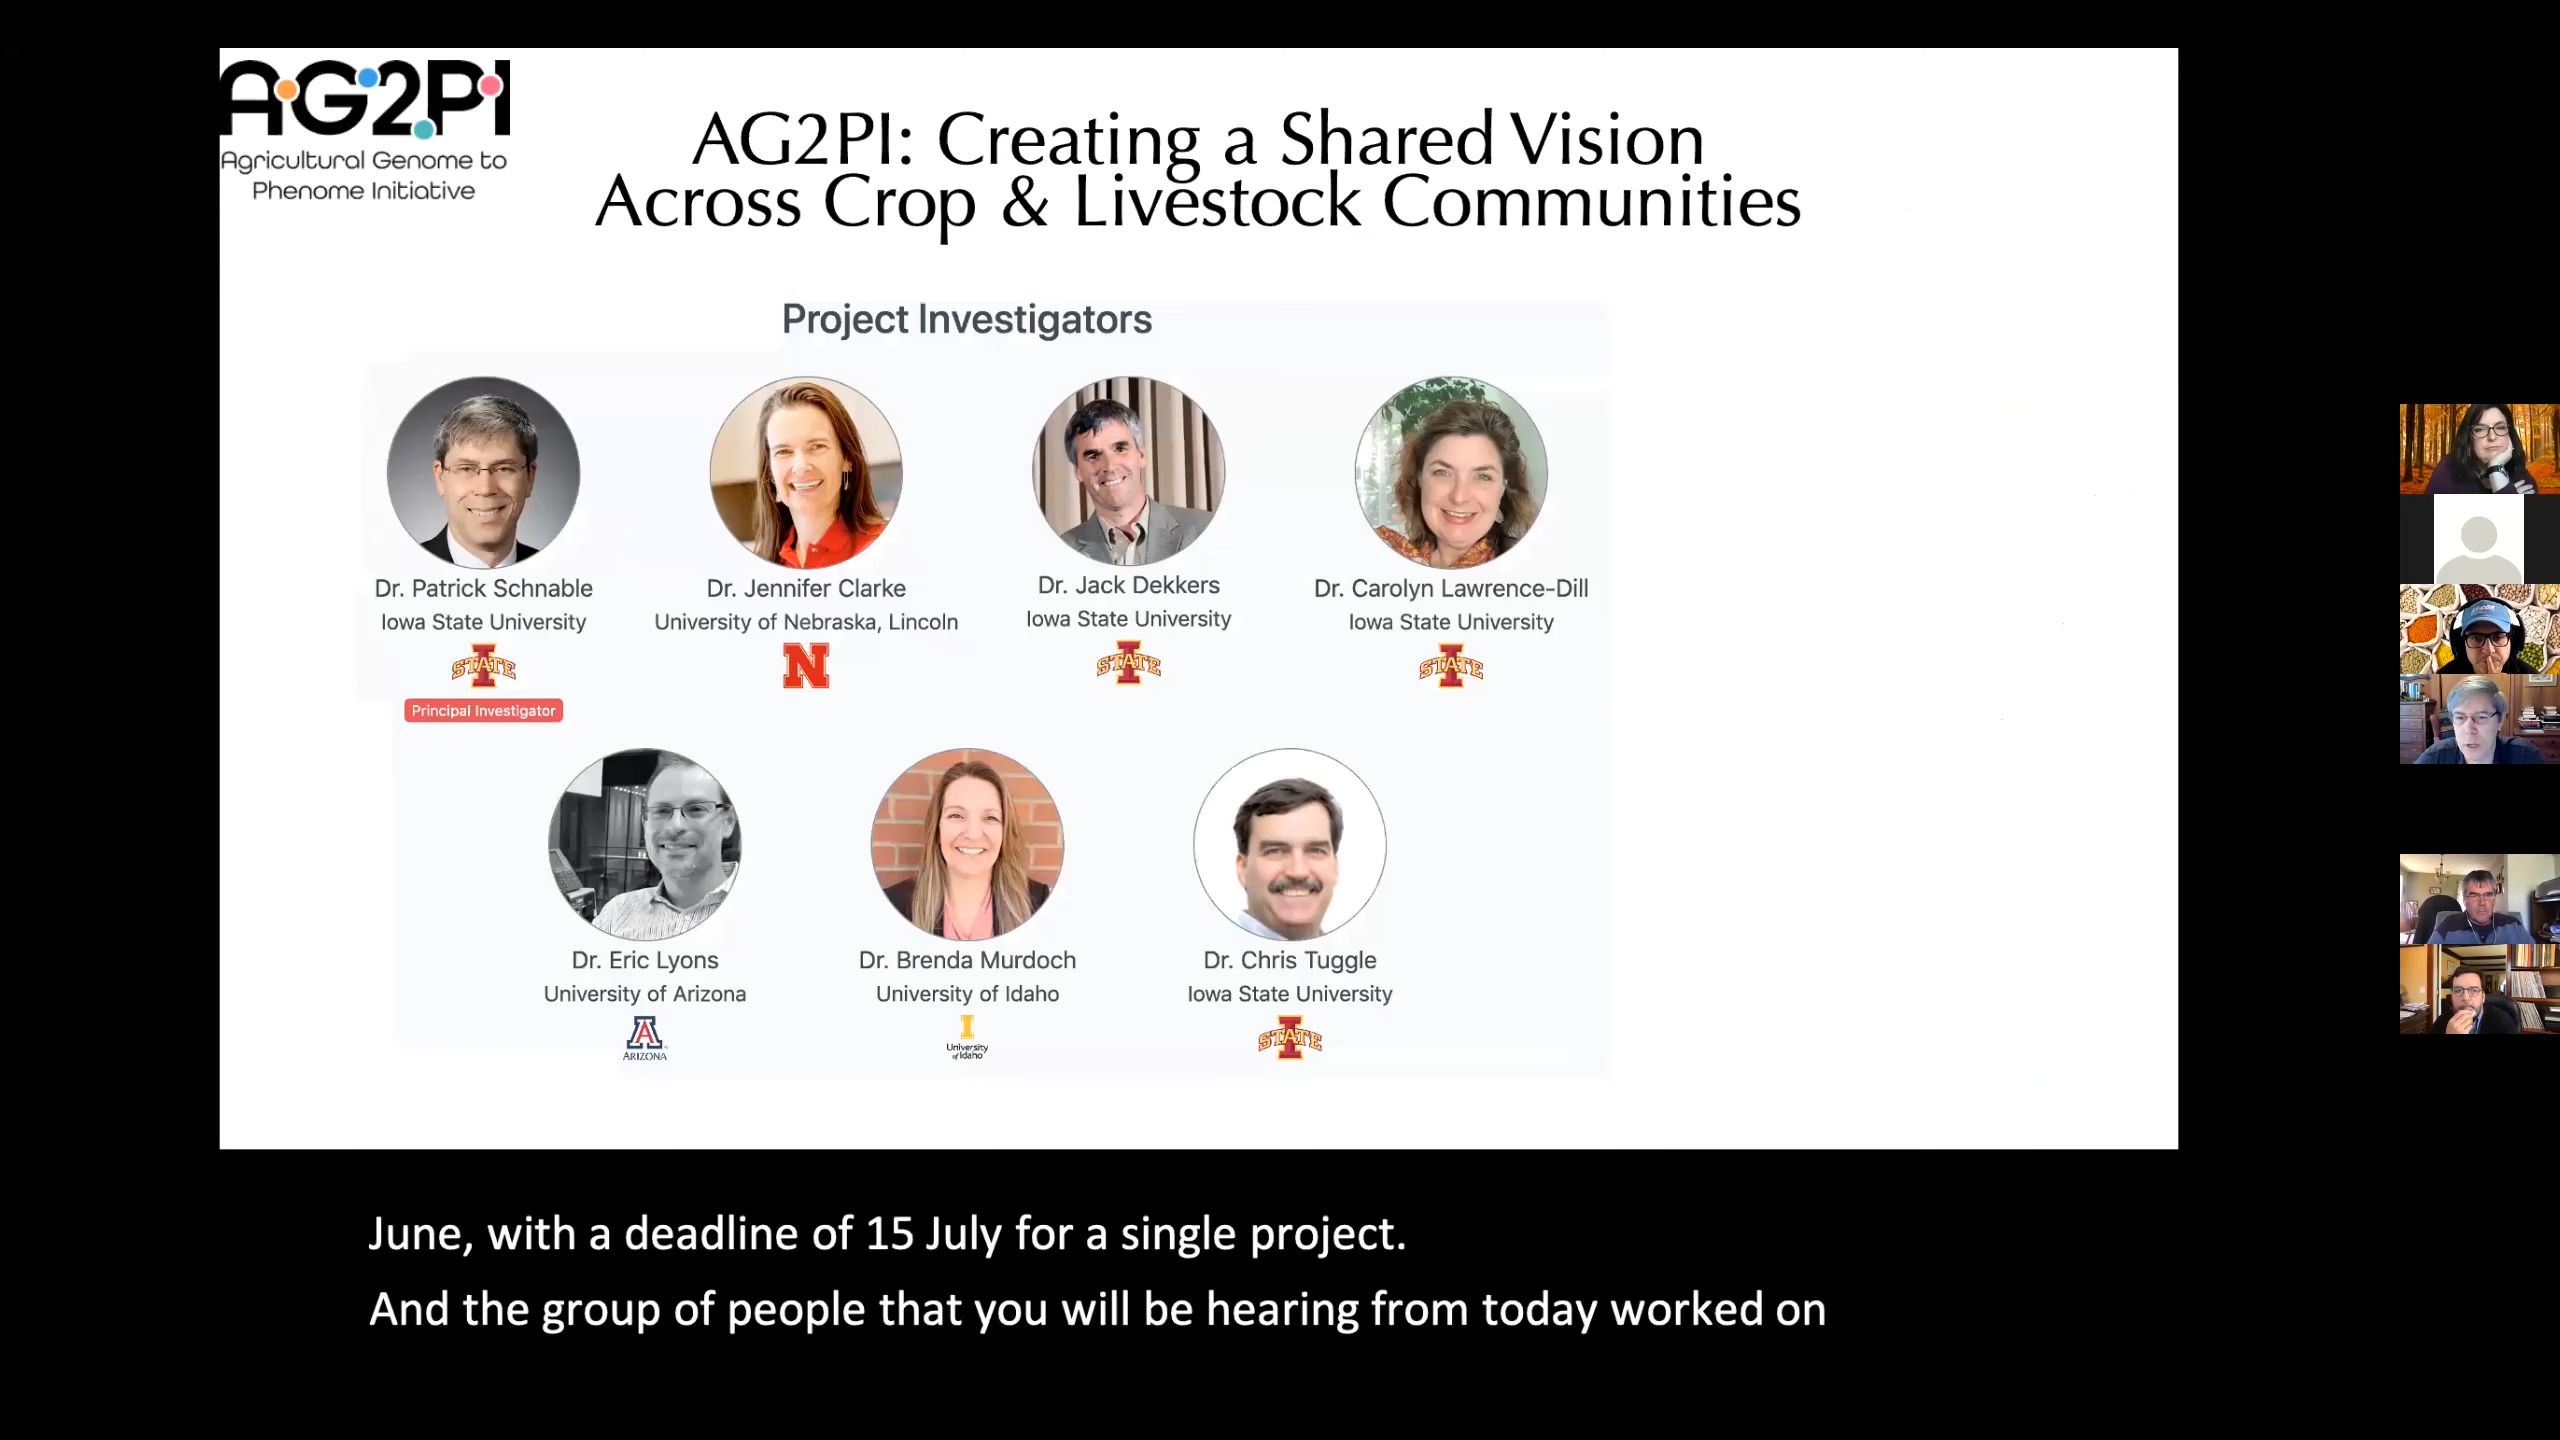 AG2PI
Agricultural Genome to
Phenome Initiative
AG2PI: Creating a Shared Vision
Across Crop & Livestock Communities
Project Investigators
Dr. Patrick Schnable
Iowa State University
STATE
Principal Investigator
Dr. Jennifer Clarke
University of Nebraska, Lincoln
N
Dr. Jack Dekkers
Iowa State University
STATE
Dr. Carolyn Lawrence-Dill
Iowa State University
STATE
Dr. Eric Lyons
University of Arizona
A
ARIZONA
Dr. Brenda Murdoch
University of Idaho
I
University
of Idaho
Dr. Chris Tuggle
Iowa State University
STATE
June, with a deadline of 15 July for a single project.
And the group of people that you will be hearing from today worked on